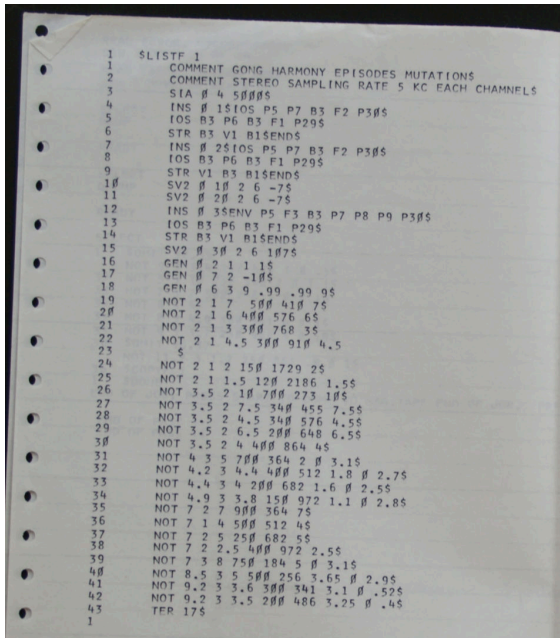 1 $LISTF 1
1 COMMENT GONG HARMONY EPISODES MUTATION$
2 COMMENT STEREO SAMPLING RATE 5 KC EACH CHANNEL$
3 SIA Ø 4 5ØØØ$
4 INS Ø 1$IOS P5 P7 B3 F2 P3Ø$
5 IOS B3 P6 B3 F1 P29$
6 STR B3 V1 B1$END$
7 INS Ø 2$IOS P5 P7 B3 F2 P3Ø$
8 IOS B3 P6 B3 F1 P29$
9 STR V1 B3 B1$END$
1Ø SV2 Ø 1Ø 2 6 -7$
11 SV2 Ø 2Ø 2 6 -7$
12 INS Ø 3$ENV P5 F3 B3 P7 P8 P9 P3Ø$
13 IOS B3 P6 B3 F1 P29$
14 STR B3 V1 B1$END$
15 SV2 Ø 3Ø 2 6 1Ø7$
16 GEN Ø 2 1 1 1$
17 GEN Ø 7 2 -1Ø$
18 GEN Ø 6 3 9 .99 .99 9$
19 NOT 2 1 7 5ØØ 41Ø 7$
2Ø NOT 2 1 6 4ØØ 576 6$
21 NOT 2 1 3 3ØØ 768 3$
22 NOT 2 1 4.5 3ØØ 91Ø 4.5
23 $
24 NOT 2 1 2 15Ø 1729 2$
25 NOT 2 1 1.5 12Ø 2186 1.5$
26 NOT 3.5 2 1Ø 7ØØ 273 1Ø$
27 NOT 3.5 2 7.5 34Ø 455 7.5$
28 NOT 3.5 2 4.5 34Ø 576 4.5$
29 NOT 3.5 2 6.5 2ØØ 648 6.5$
3Ø NOT 3.5 2 4 4ØØ 864 4$
31 NOT 4 3 5 7ØØ 364 2 Ø 3.1$
32 NOT 4.2 3 4.4 4ØØ 512 1.8 Ø 2.7$
33 NOT 4.4 3 4 2ØØ 682 1.6 Ø 2.5$
34 NOT 4.9 3 3.8 15Ø 972 1.1 Ø 2.8$
35 NOT 7 2 7 9ØØ 364 7$
36 NOT 7 1 4 5ØØ 512 4$
37 NOT 7 2 5 25Ø 682 5$
38 NOT 7 2 2.5 4ØØ 972 2.5$
39 NOT 7 3 8 75Ø 184 5 Ø 3.1$
4Ø NOT 8.5 3 5 5ØØ 256 3.65 Ø 2.9$
41 NOT 9.2 3 3.6 3ØØ 341 3.1 Ø .52$
42 NOT 9.2 3 3.5 2ØØ 486 3.25 Ø .4$
43 TER 17$
1